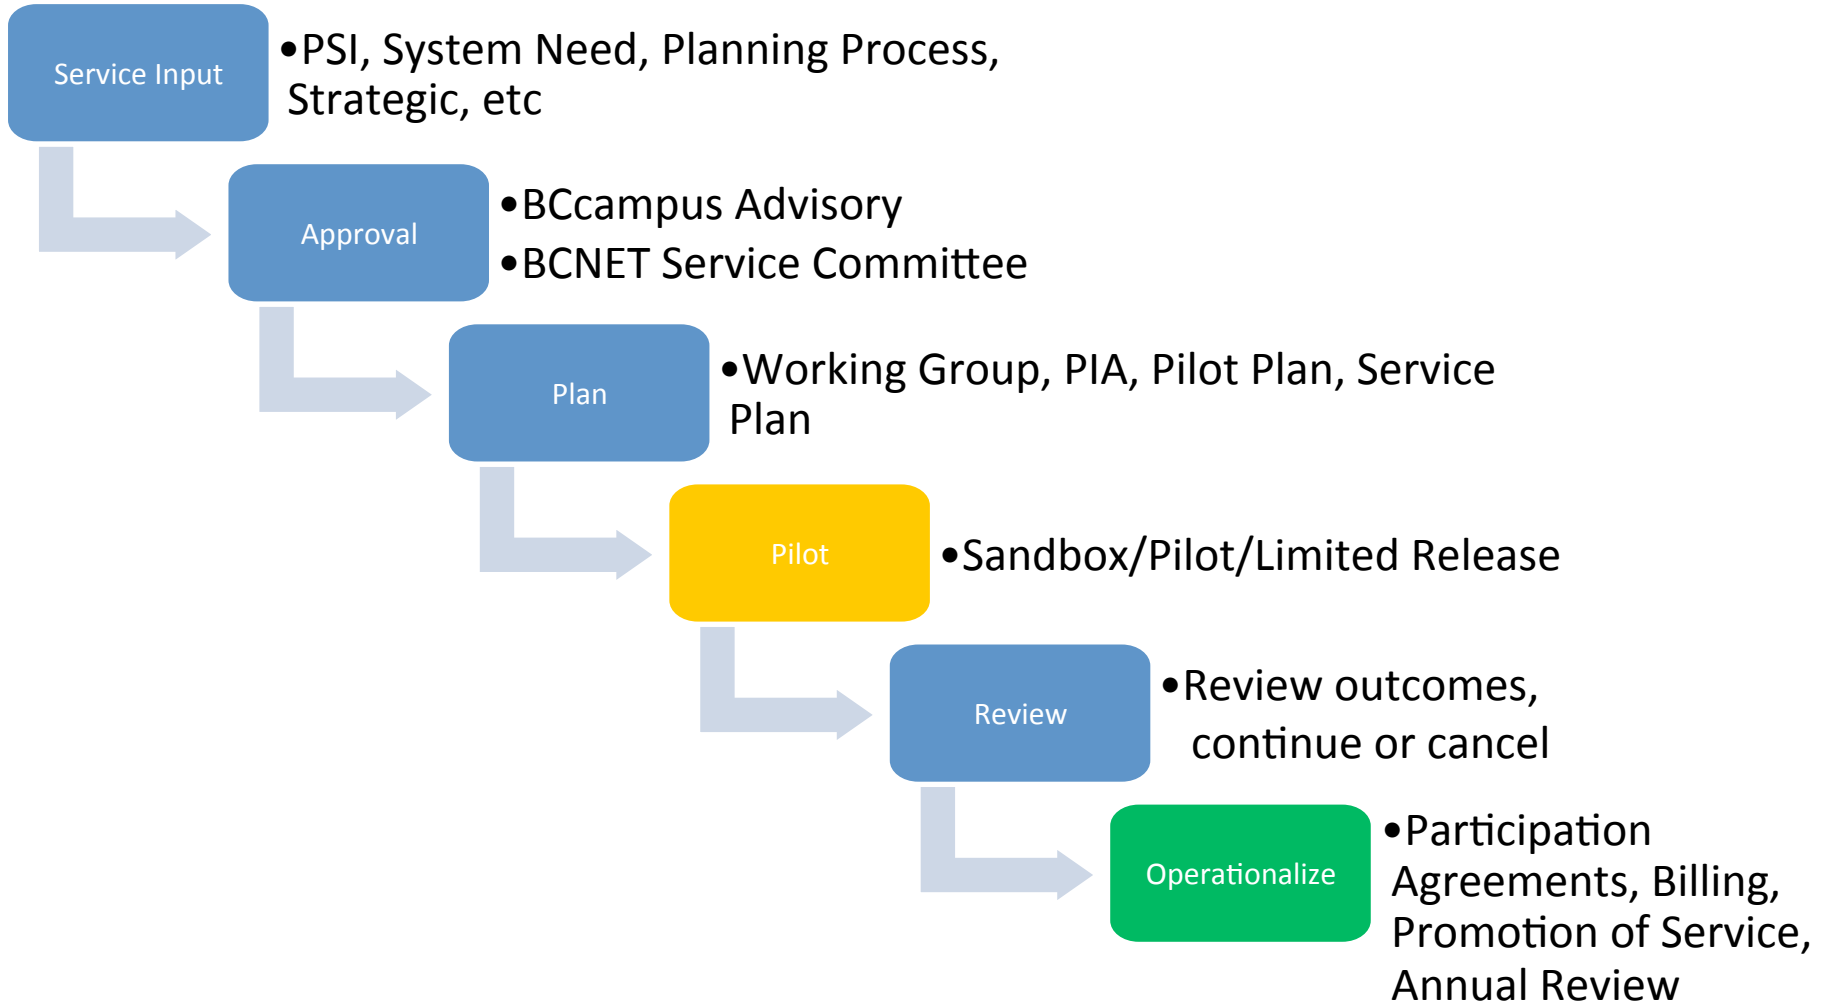 Service Input
•PSI, System Need, Planning Process,
Strategic, etc
Approval
•BCcampus Advisory
•BCNET Service Committee
Plan
•Working Group, PIA, Pilot Plan, Service
Plan
Pilot
•Sandbox/Pilot/Limited Release
Review
•Review outcomes,
continue or cancel
Operationalize
•Participation
Agreements, Billing,
Promotion of Service,
Annual Review